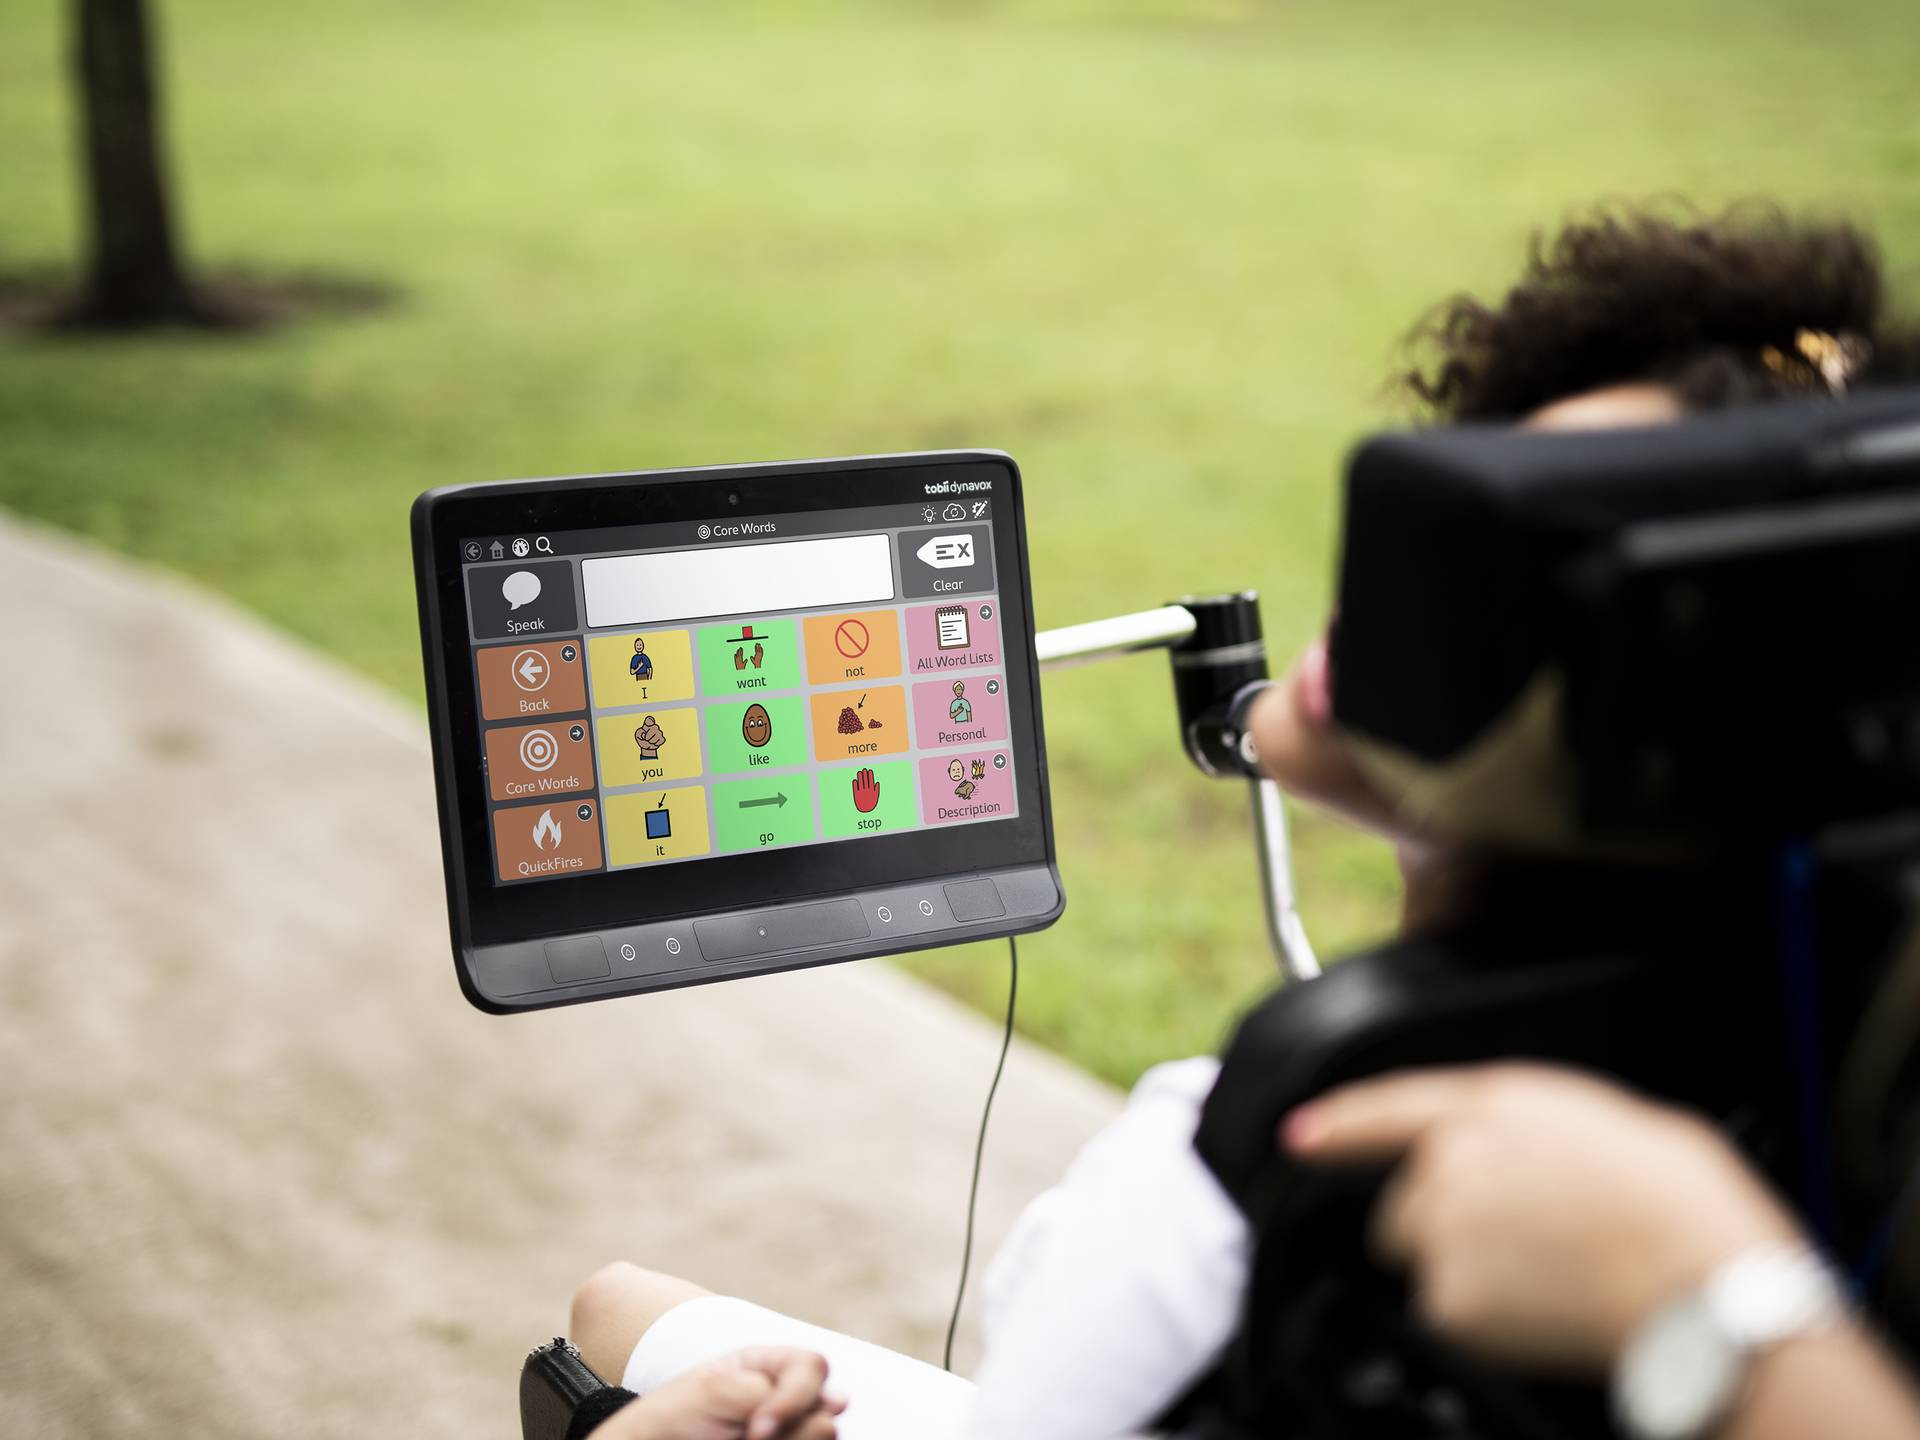 tobii dynavox
Core Words
Speak
EX
Clear
Back
I
want
not
All Word Lists
Core Words
you
like
more
Personal
QuickFires
it
go
stop
Description